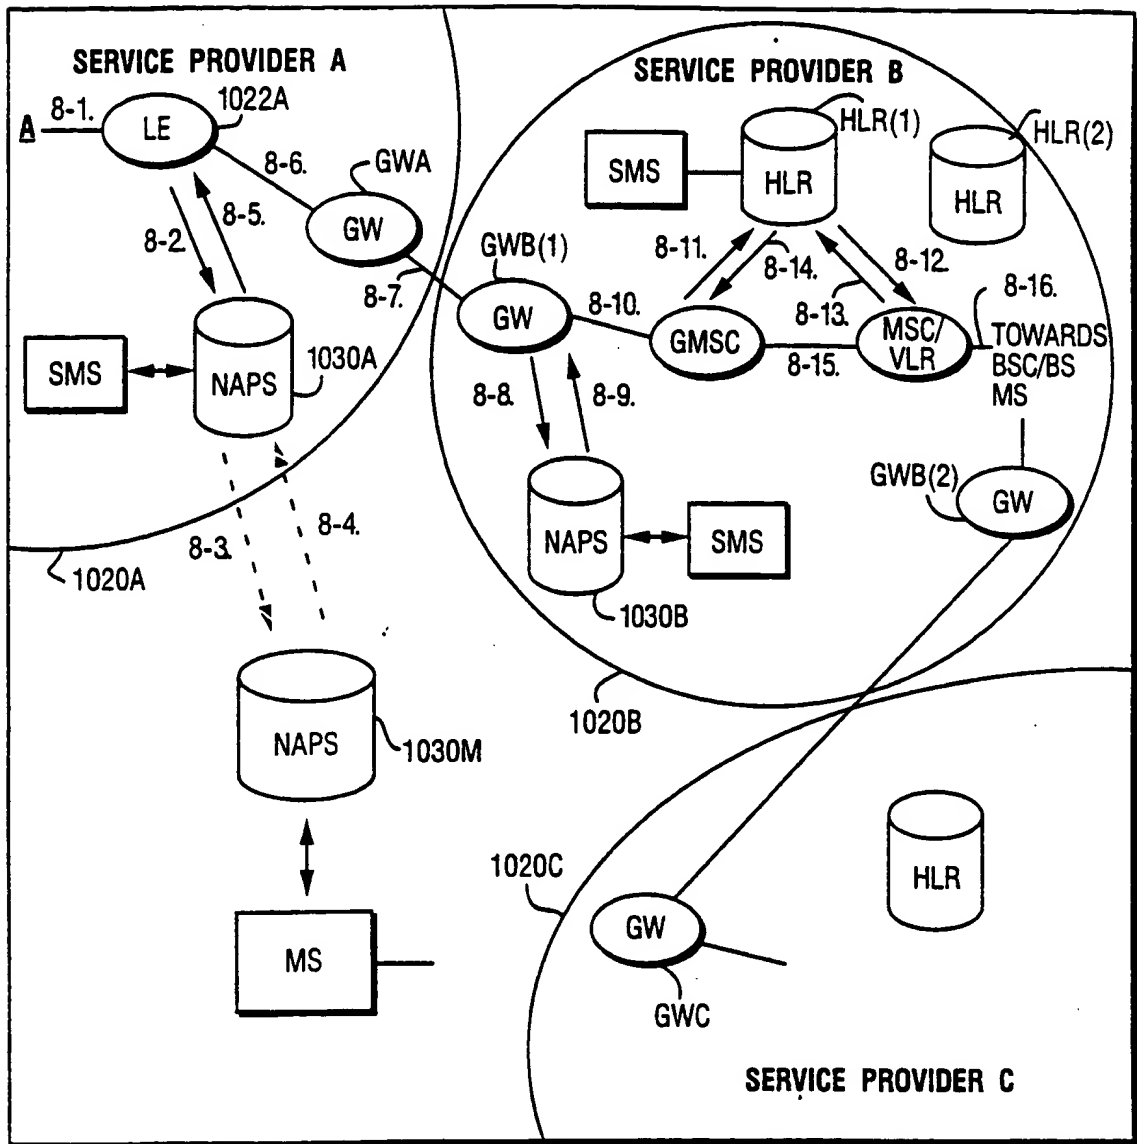 SERVICE PROVIDER A
A
8-1.
LE
1022A
8-6.
GWA
GW
8-2.
8-5.
8-7.
SMS
NAPS
1030A
8-3.
8-4.
1020A
NAPS
1030M
MS
SERVICE PROVIDER B
HLR(1)
HLR(2)
SMS
HLR
HLR
GWB(1)
8-11.
8-14.
8-12.
8-13.
8-16.
GW
8-10.
GMSC
8-15.
MSC/
VLR
TOWARDS
BSC/BS
MS
8-8.
8-9.
GWB(2)
GW
NAPS
SMS
1030B
1020B
1020C
HLR
GW
GWC
SERVICE PROVIDER C